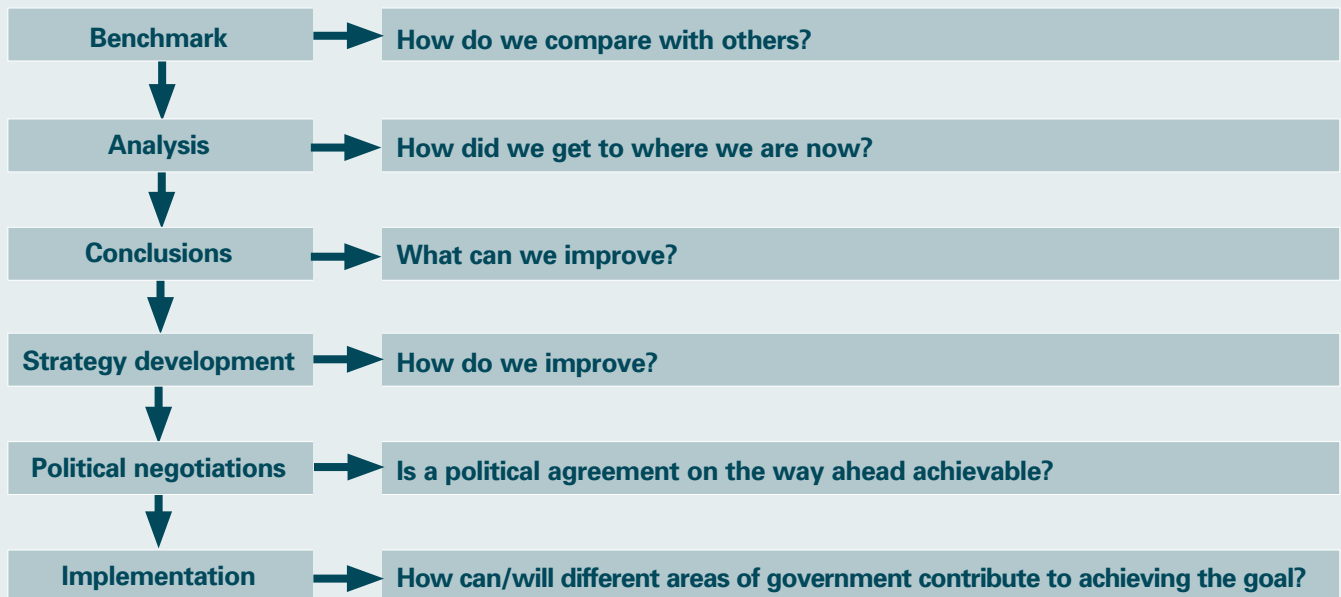 Benchmark
How do we compare with others?
Analysis
How did we get to where we are now?
Conclusions
What can we improve?
Strategy development
How do we improve?
Political negotiations
Is a political agreement on the way ahead achievable?
Implementation
How can/will different areas of government contribute to achieving the goal?